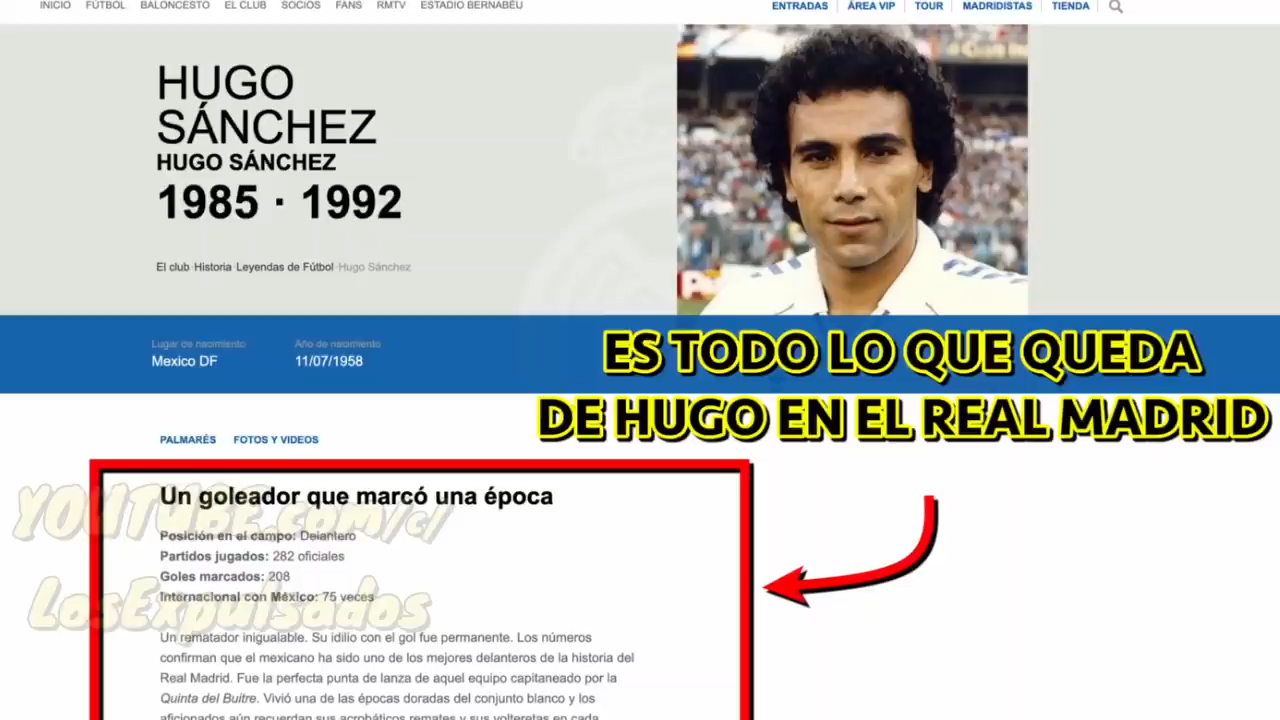 INICIO FÚTBOL BALONCESTO EL CLUB SOCIOS FANS RMTV ESTADIO BERNABÉU ENTRADAS ÁREA VIP TOUR MADRIDISTAS TIENDA
HUGO
SÁNCHEZ
HUGO SÁNCHEZ
1985 · 1992
El club·Historia·Leyendas de Fútbol·Hugo Sánchez
Lugar de nacimiento Año de nacimiento
Mexico DF 11/07/1958
ES TODO LO QUE QUEDA
DE HUGO EN EL REAL MADRID
PALMARÉS FOTOS Y VIDEOS
Un goleador que marcó una época
YOUTUBE.com/c/
LosExpulsados
Posición en el campo: Delantero
Partidos jugados: 282 oficiales
Goles marcados: 208
Internacional con México: 75 veces
Un rematador inigualable. Su idilio con el gol fue permanente. Los números
confirman que el mexicano ha sido uno de los mejores delanteros de la historia del
Real Madrid. Fue la perfecta punta de lanza de aquel equipo capitaneado por la
Quinta del Buitre. Vivió una de las épocas doradas del conjunto blanco y los
aficionados aún recuerdan sus acrobáticos remates y sus volteretas en cada